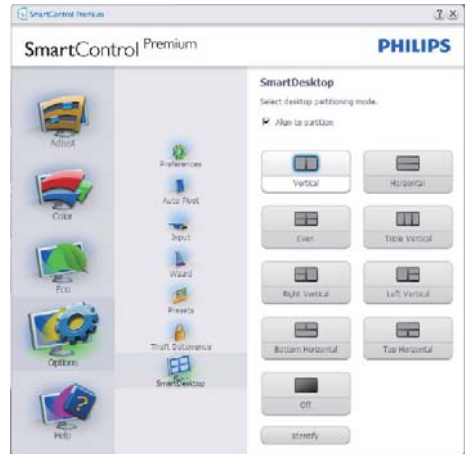 SmartControl Premium
SmartControl Premium
PHILIPS
Adjust
Color
Eco
Options
Help
Preferences
Auto Pivot
Input
Wizard
Presets
Theft Deterrence
SmartDesktop
SmartDesktop
Select desktop partitioning mode.
Align to partition
Vertical
Horizontal
Even
Triple Vertical
Right Vertical
Left Vertical
Bottom Horizontal
Top Horizontal
Off
Identify